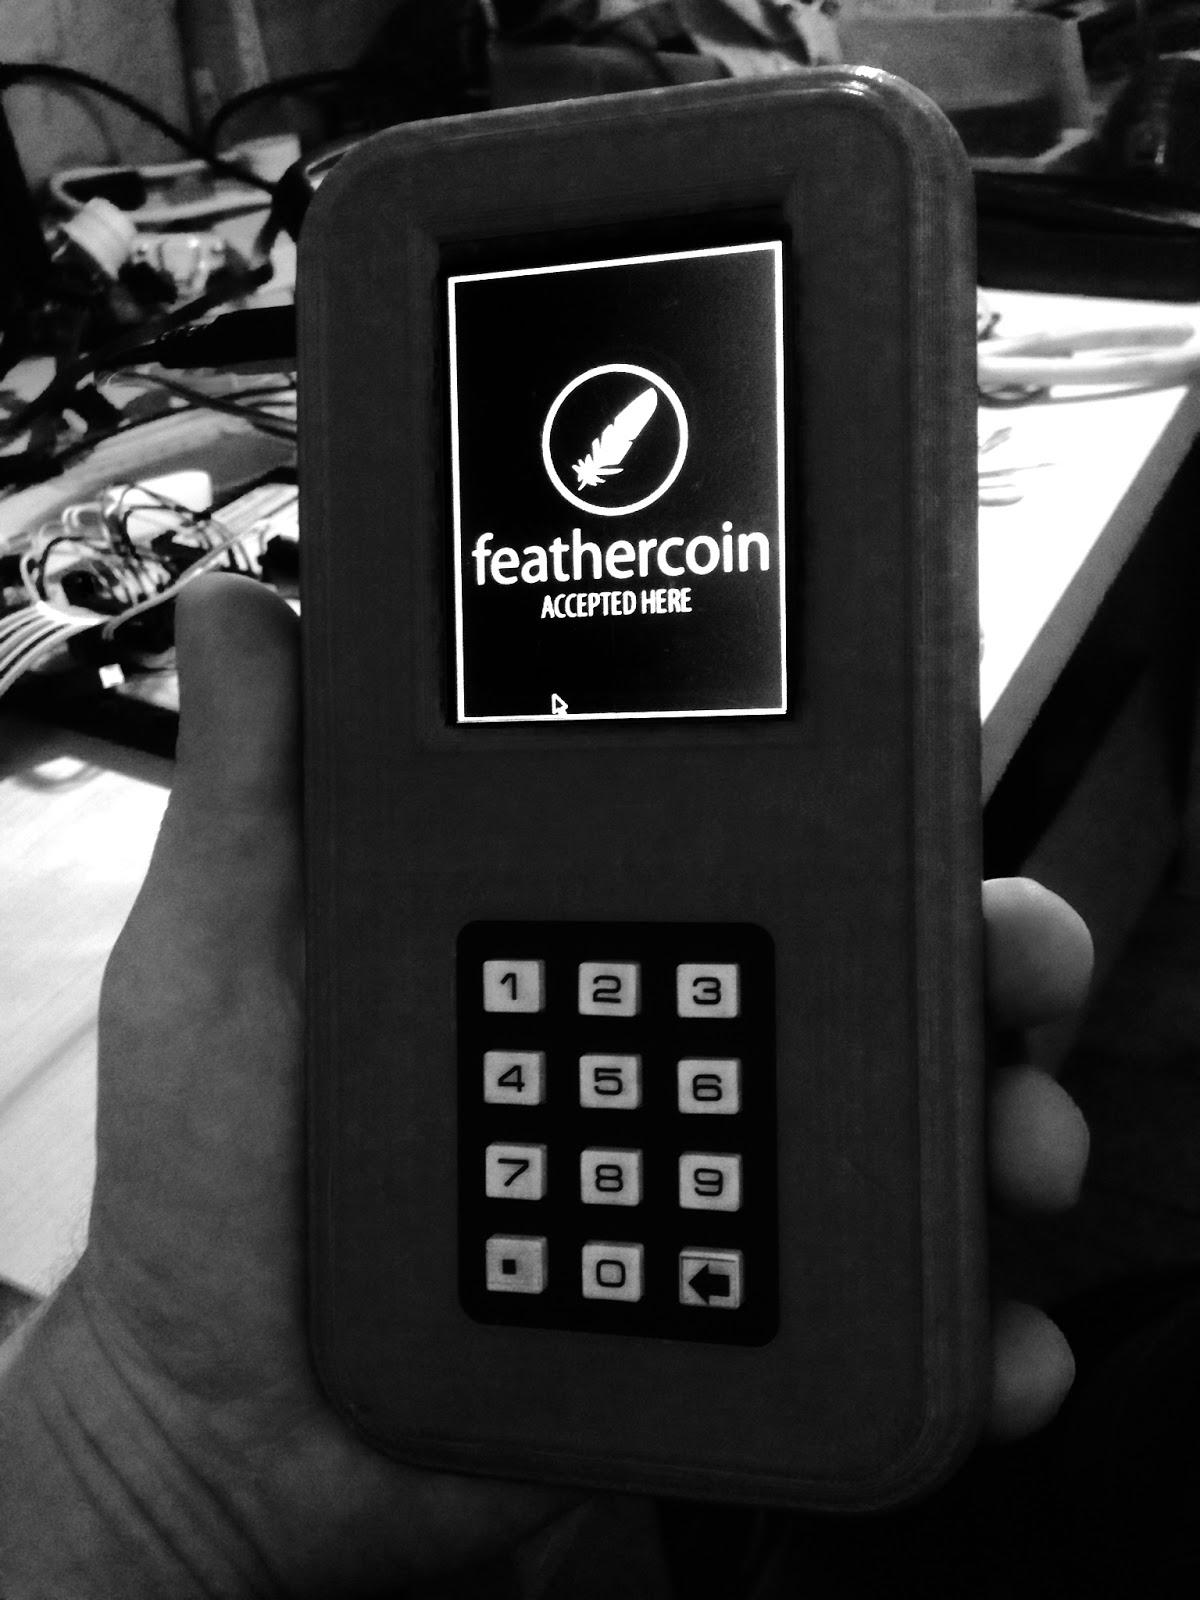 feathercoin
ACCEPTED HERE
1 2 3
4 5 6
7 8 9
. 0